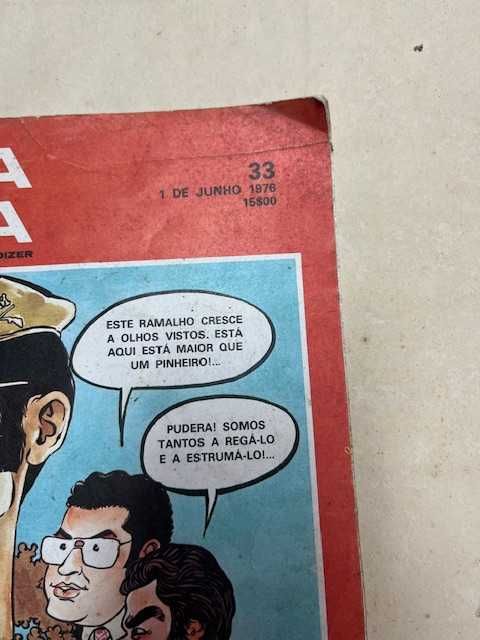 A
33
1 DE JUNHO 1976
15$00
A
DIZER
ESTE RAMALHO CRESCE
A OLHOS VISTOS. ESTÁ
AQUI ESTÁ MAIOR QUE
UM PINHEIRO!...
PUDERA! SOMOS
TANTOS A REGÁ-LO
E A ESTRUMÁ-LO!...